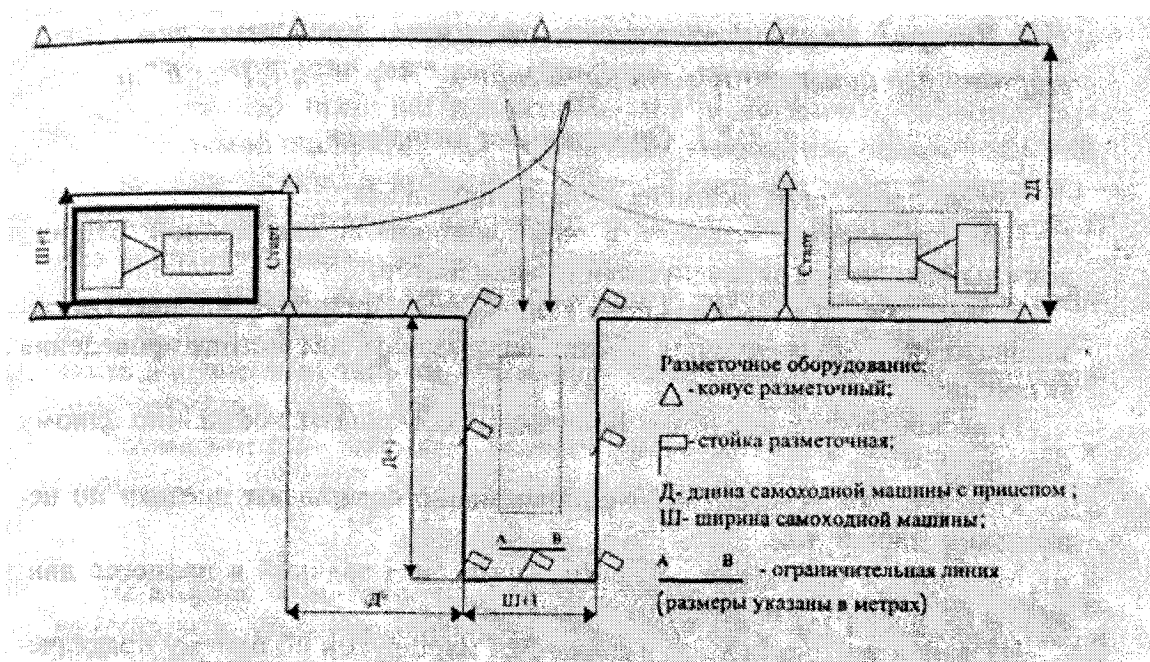 2Д
Ш+1
Старт
Старт
Разметочное оборудование:
- конус разметочный;
Д+1
- стойка разметочная;
Д- длина самоходной машины с прицепом ;
Ш- ширина самоходной машины;
А В
А В
- ограничительная линия
Д
Ш+1
(размеры указаны в метрах)